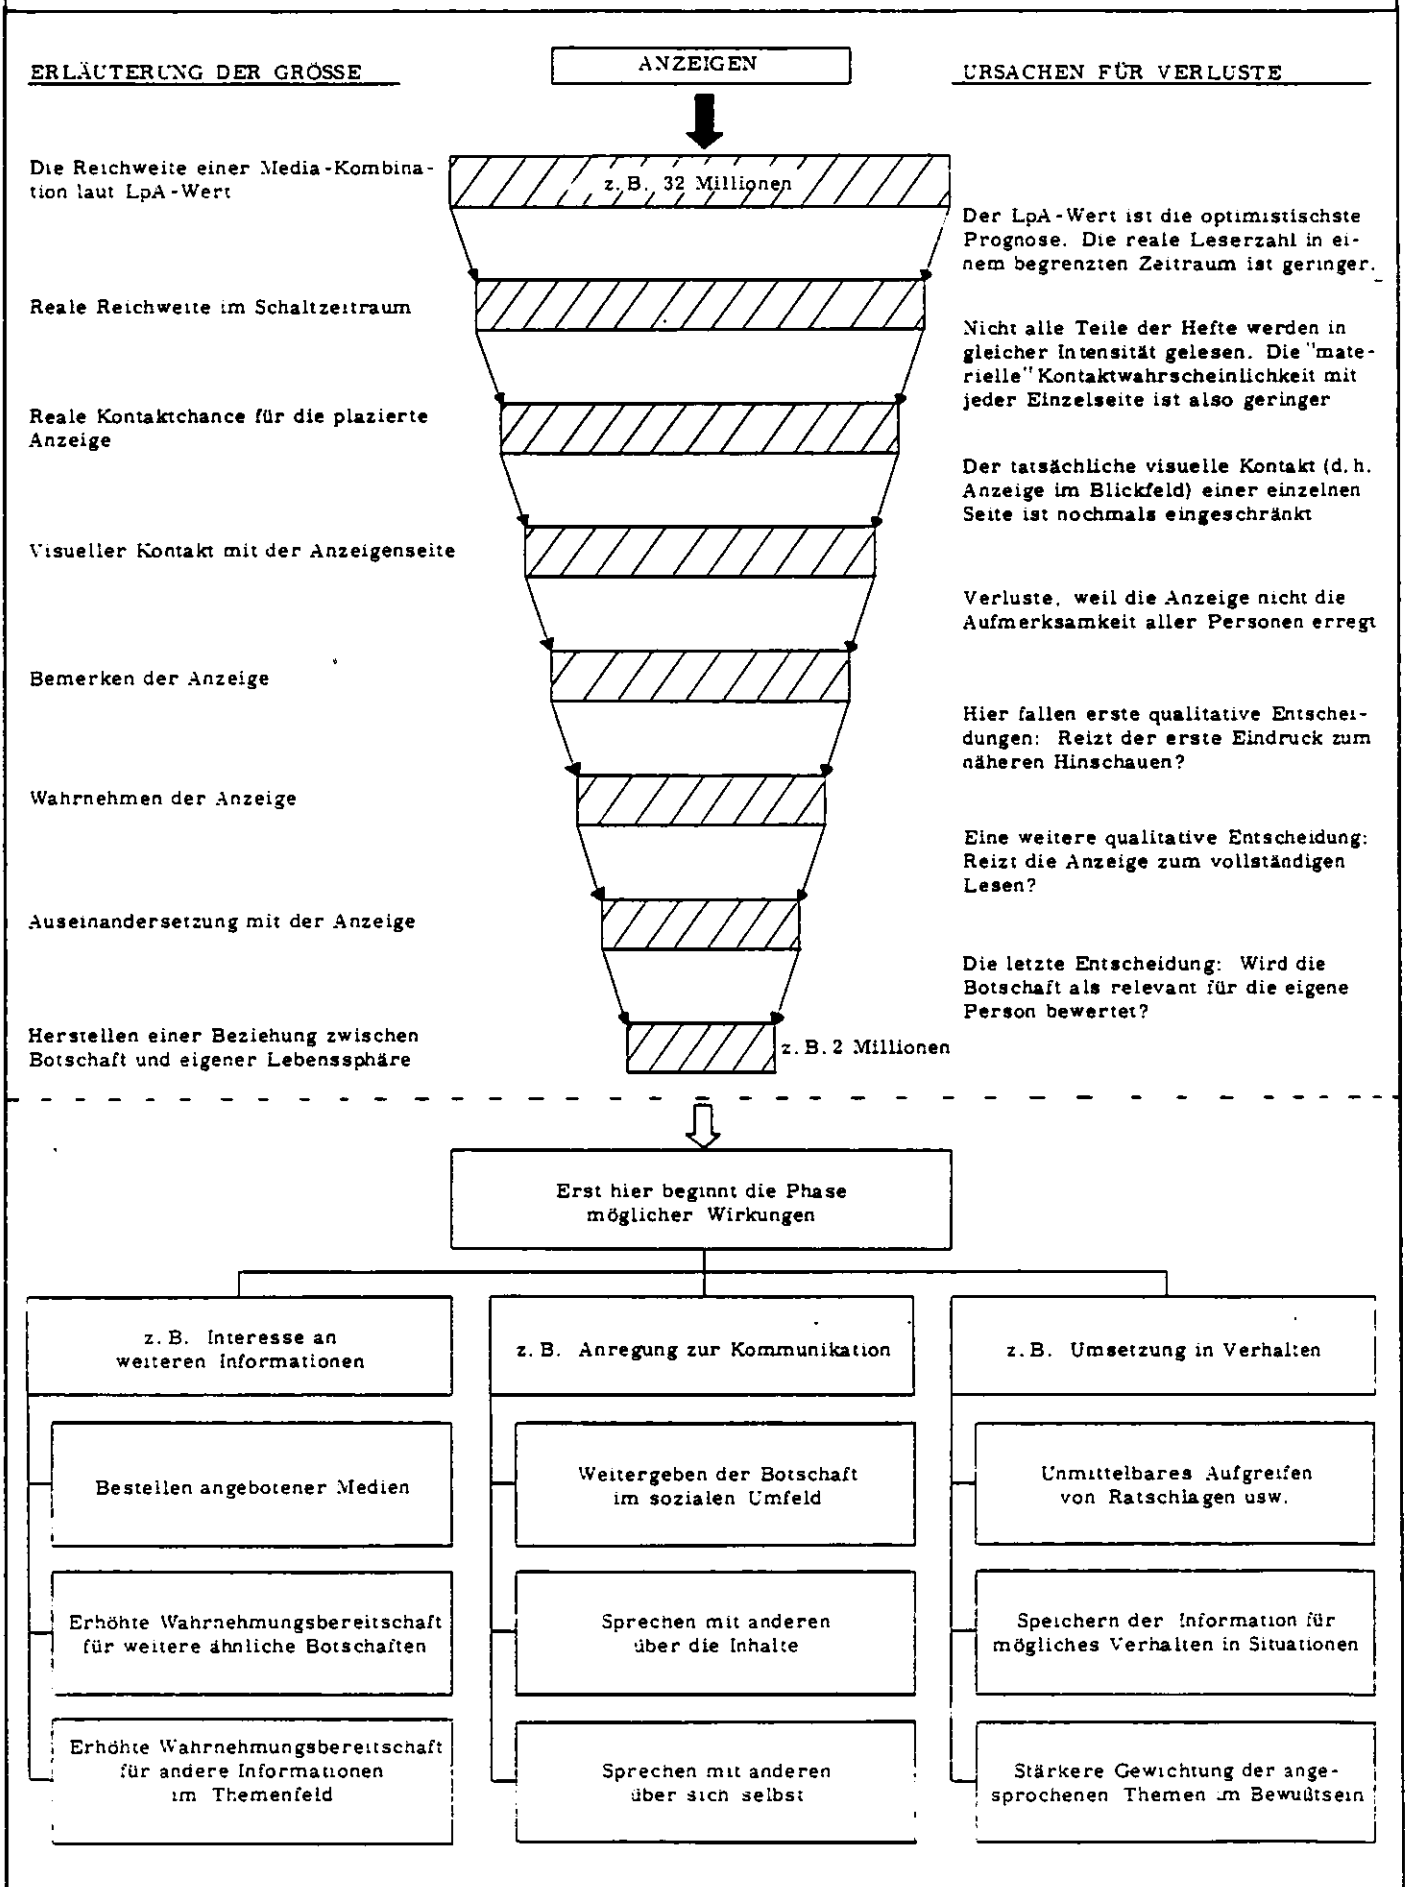 ERLÄUTERUNG DER GRÖSSE
ANZEIGEN
URSACHEN FÜR VERLUSTE
Die Reichweite einer Media-Kombina-
tion laut LpA-Wert
z. B. 32 Millionen
Der LpA-Wert ist die optimistischste
Prognose. Die reale Leserzahl in ei-
nem begrenzten Zeitraum ist geringer.
Reale Reichweite im Schaltzeitraum
Nicht alle Teile der Hefte werden in
gleicher Intensität gelesen. Die "mate-
rielle" Kontaktwahrscheinlichkeit mit
jeder Einzelseite ist also geringer
Reale Kontaktchance für die plazierte
Anzeige
Der tatsächliche visuelle Kontakt (d. h.
Anzeige im Blickfeld) einer einzelnen
Seite ist nochmals eingeschränkt
Visueller Kontakt mit der Anzeigenseite
Verluste, weil die Anzeige nicht die
Aufmerksamkeit aller Personen erregt
Bemerken der Anzeige
Hier fallen erste qualitative Entschei-
dungen: Reizt der erste Eindruck zum
näheren Hinschauen?
Wahrnehmen der Anzeige
Eine weitere qualitative Entscheidung:
Reizt die Anzeige zum vollständigen
Lesen?
Auseinandersetzung mit der Anzeige
Die letzte Entscheidung: Wird die
Botschaft als relevant für die eigene
Person bewertet?
Herstellen einer Beziehung zwischen
Botschaft und eigener Lebenssphäre
z. B. 2 Millionen
Erst hier beginnt die Phase
möglicher Wirkungen
z. B. Interesse an
weiteren Informationen
z. B. Anregung zur Kommunikation
z. B. Umsetzung in Verhalten
Bestellen angebotener Medien
Weitergeben der Botschaft
im sozialen Umfeld
Unmittelbares Aufgreifen
von Ratschlagen usw.
Erhöhte Wahrnehmungsbereitschaft
für weitere ähnliche Botschaften
Sprechen mit anderen
über die Inhalte
Speichern der Information für
mögliches Verhalten in Situationen
Erhöhte Wahrnehmungsbereitschaft
für andere Informationen
im Themenfeld
Sprechen mit anderen
über sich selbst
Stärkere Gewichtung der ange-
sprochenen Themen im Bewußtsein